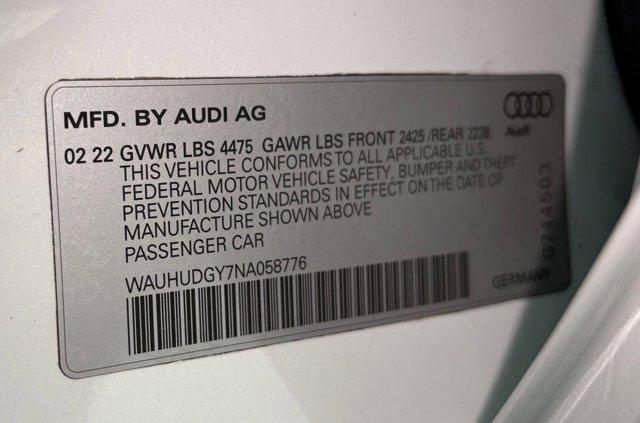 MFD. BY AUDI AG
Audi
02 22 GVWR LBS 4475 GAWR LBS FRONT 2425 /REAR 2238
THIS VEHICLE CONFORMS TO ALL APPLICABLE U.S.
FEDERAL MOTOR VEHICLE SAFETY, BUMPER AND THEFT
PREVENTION STANDARDS IN EFFECT ON THE DATE OF
MANUFACTURE SHOWN ABOVE
PASSENGER CAR
WAUHUDGY7NA058776
GERMANY
0744503